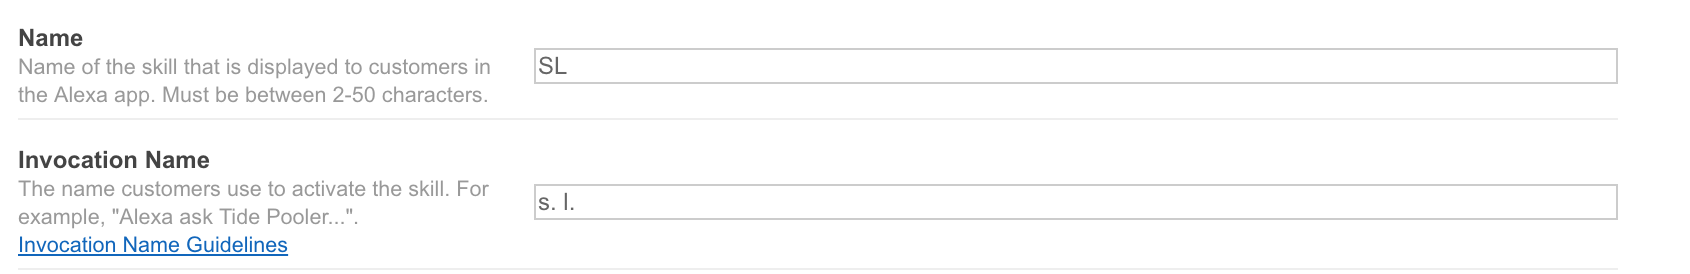 Name
Name of the skill that is displayed to customers in
the Alexa app. Must be between 2-50 characters.
SL
Invocation Name
The name customers use to activate the skill. For
example, "Alexa ask Tide Pooler...".
Invocation Name Guidelines
s. l.